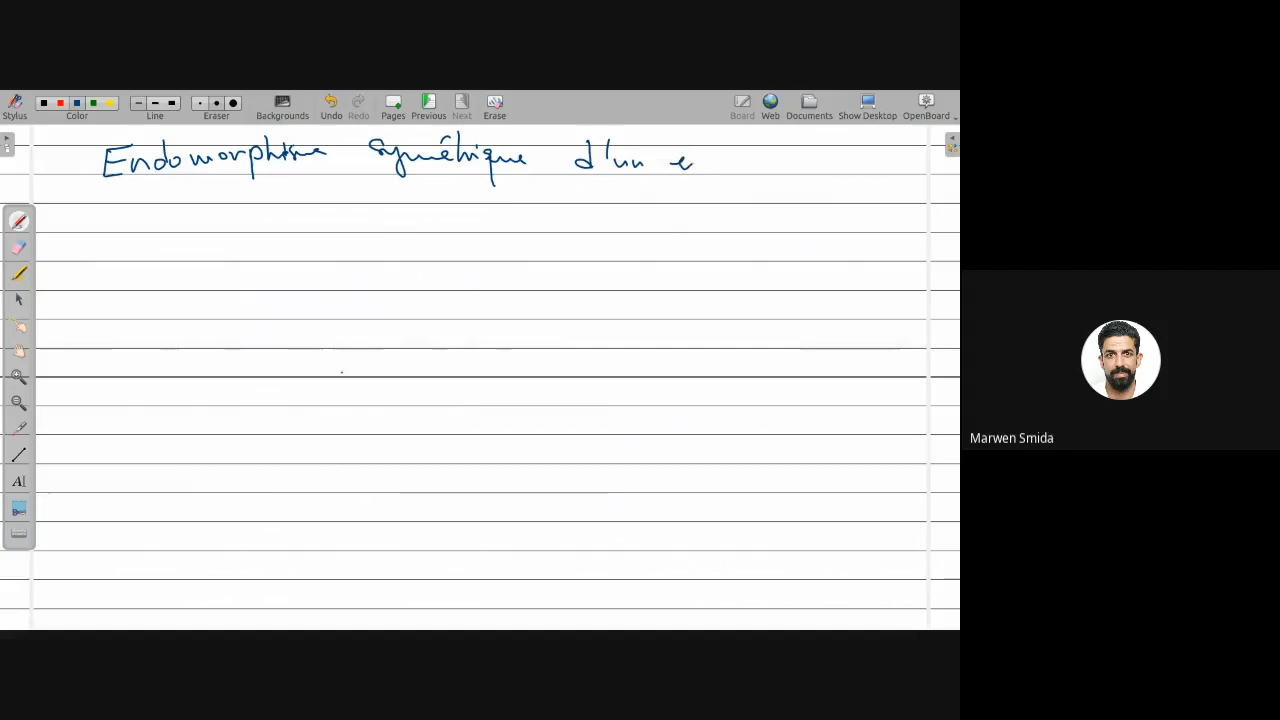 Stylus Color Line Eraser Backgrounds Undo Redo Pages Previous Next Erase Board Web Documents Show Desktop OpenBoard
Endomorphisme symétrique d'un e
AI
Marwen Smida